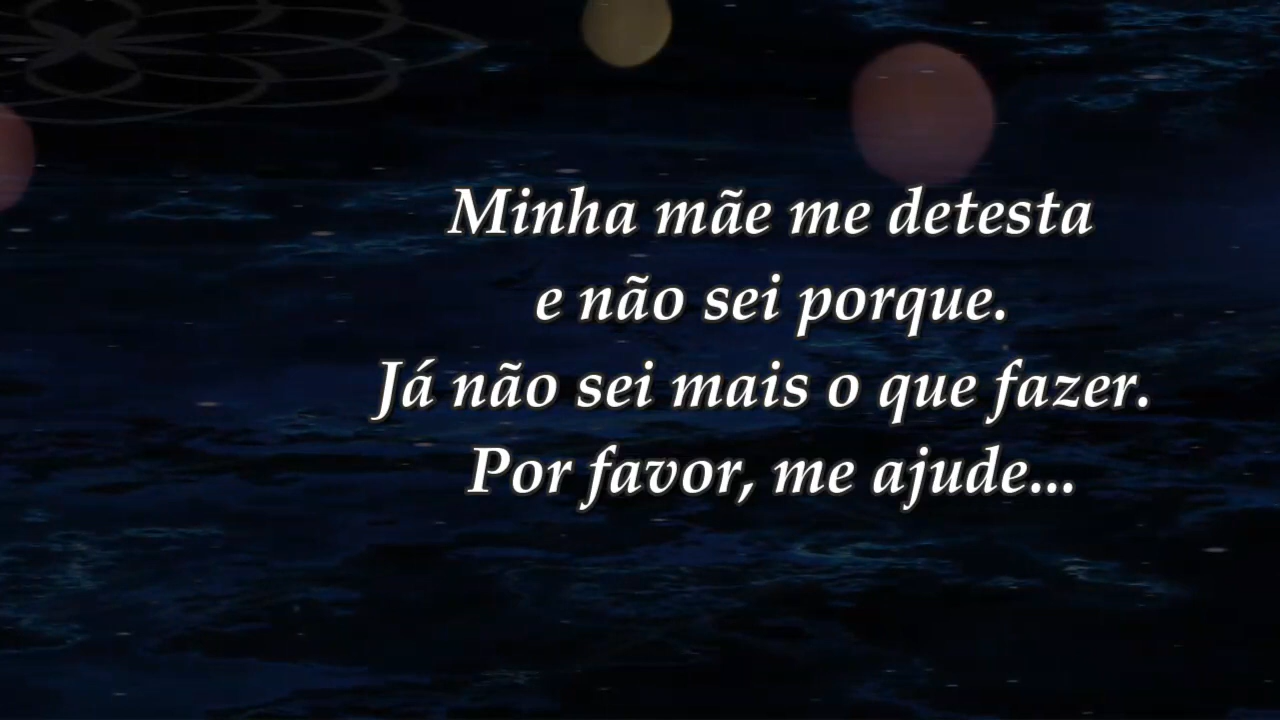 Minha mãe me detesta
e não sei porque.
Já não sei mais o que fazer.
Por favor, me ajude...